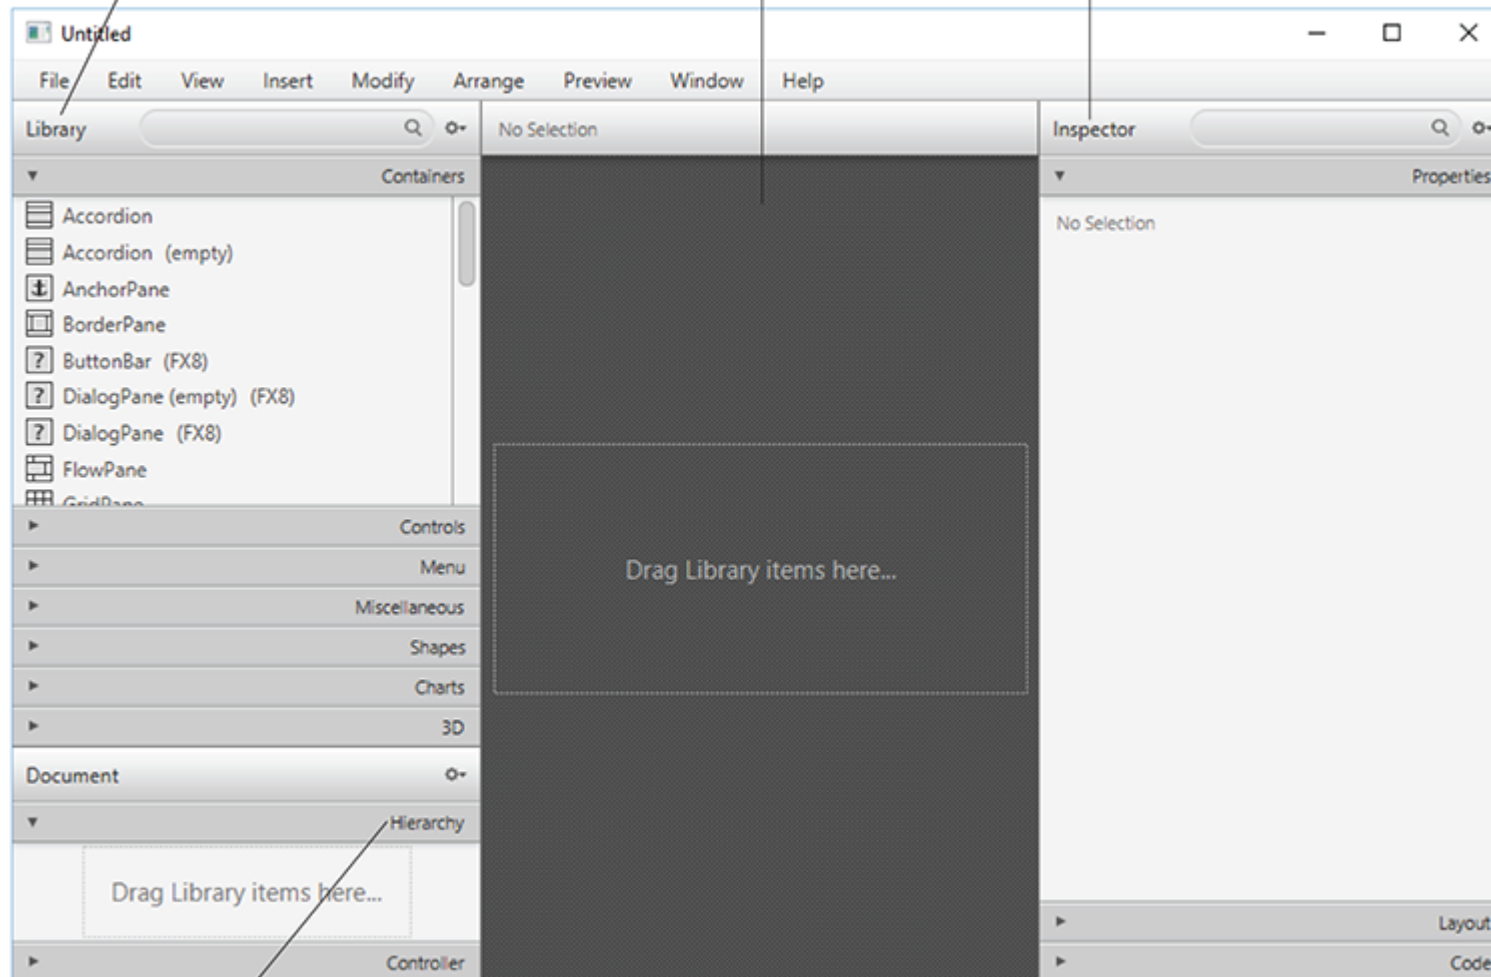 Untitled
File Edit View Insert Modify Arrange Preview Window Help
Library
No Selection
Inspector
Containers
Accordion
Accordion (empty)
AnchorPane
BorderPane
ButtonBar (FX8)
DialogPane (empty) (FX8)
DialogPane (FX8)
FlowPane
GridPane
Controls
Menu
Miscellaneous
Shapes
Charts
3D
Document
Hierarchy
Drag Library items here...
Controller
Drag Library items here...
Properties
No Selection
Layout
Code